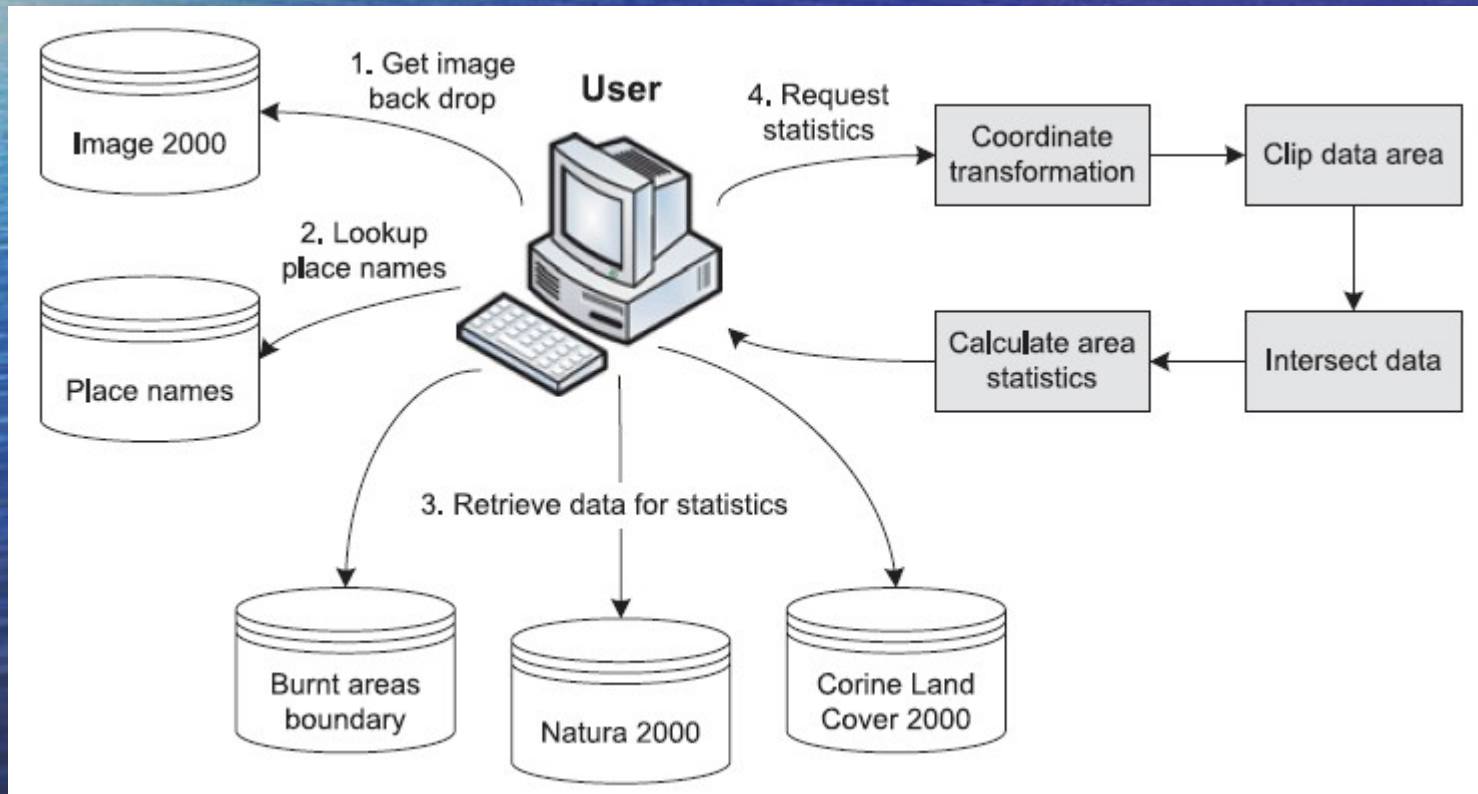 1. Get image
back drop
Image 2000
User
4. Request
statistics
Coordinate
transformation
Clip data area
2. Lookup
place names
Place names
Calculate area
statistics
Intersect data
3. Retrieve data for statistics
Burnt areas
boundary
Natura 2000
Corine Land
Cover 2000